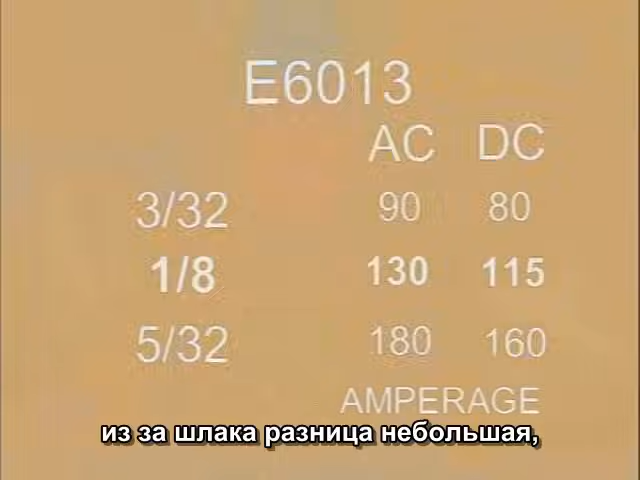 E6013
AC DC
3/32 90 80
1/8 130 115
5/32 180 160
AMPERAGE
из за шлака разница небольшая,